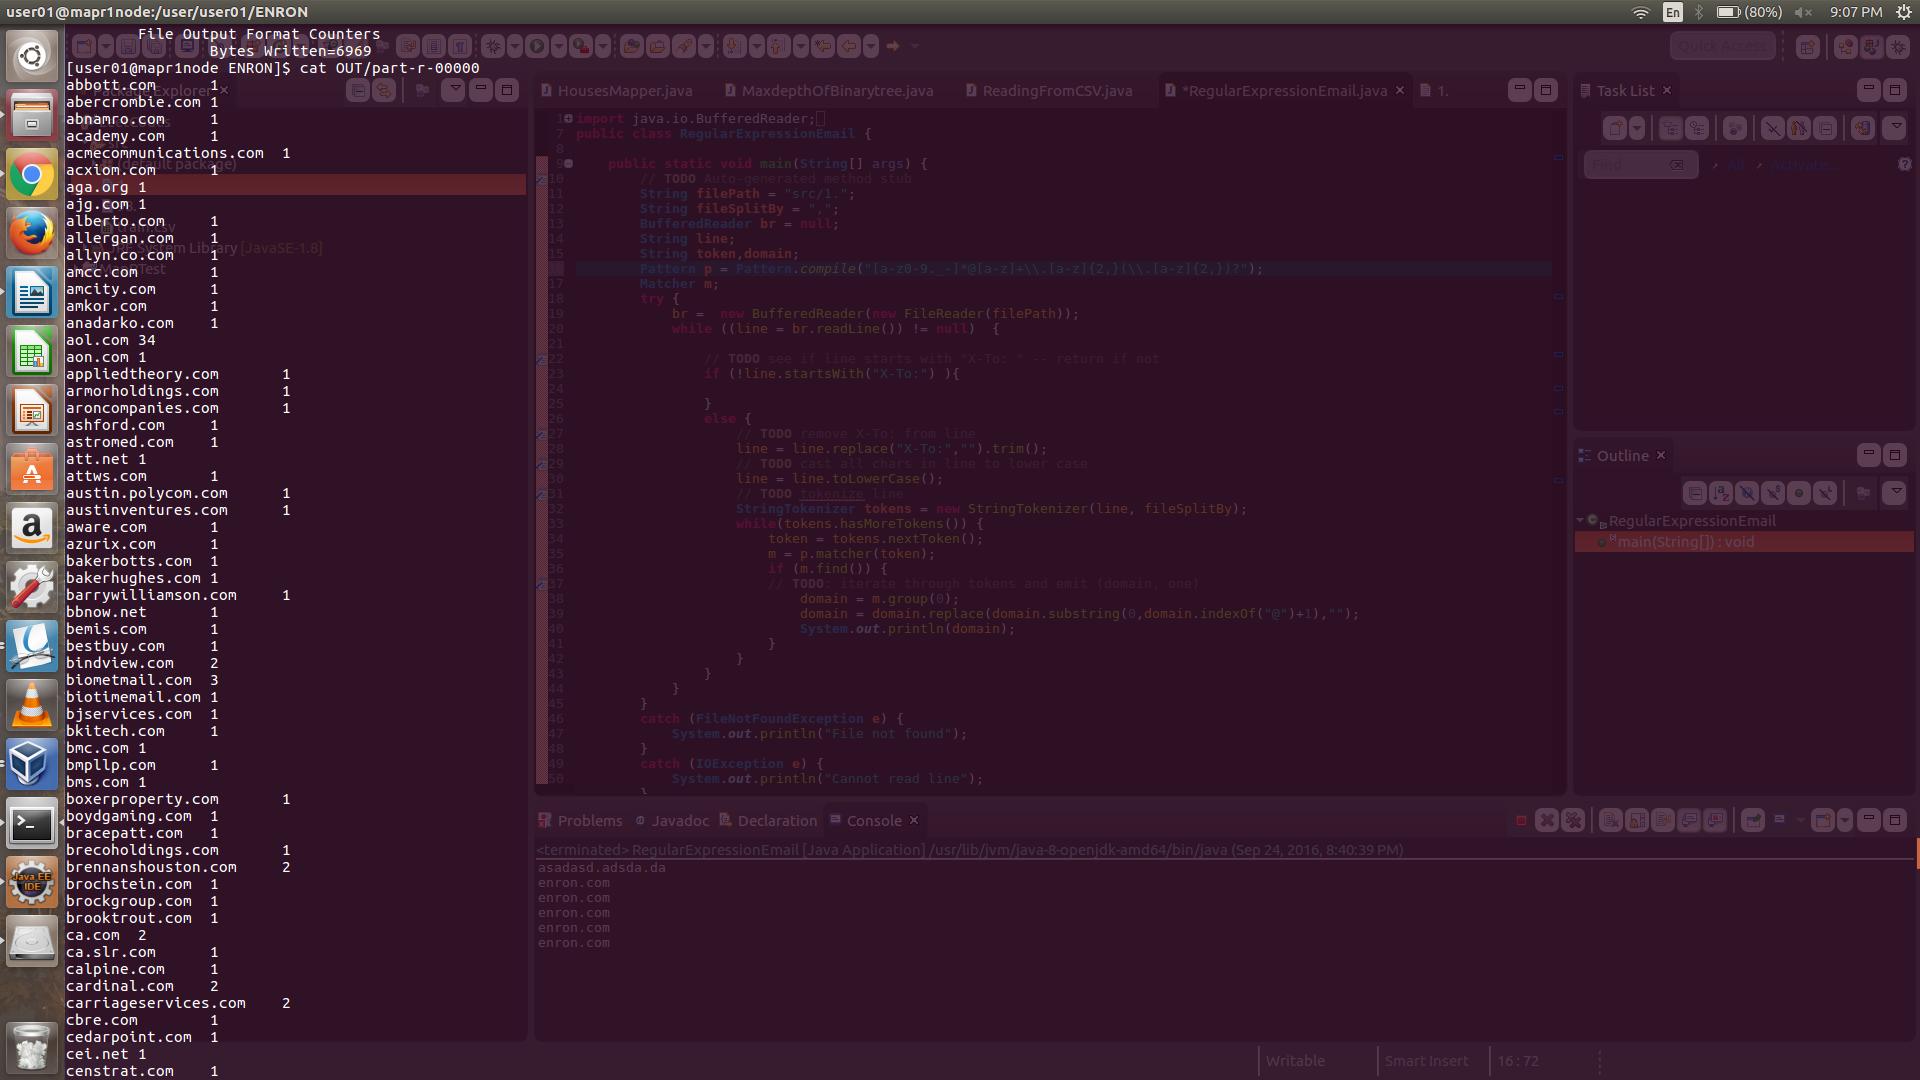 user01@mapr1node:/user/user01/ENRON
En
(80%)
9:07 PM
File Output Format Counters
Bytes Written=6969
[user01@mapr1node ENRON]$ cat OUT/part-r-00000
abbott.com 1
abercrombie.com 1
abnamro.com 1
academy.com 1
acmecommunications.com 1
acxiom.com 1
aga.org 1
ajg.com 1
alberto.com 1
allergan.com 1
allyn.co.com 1
amcc.com 1
amcity.com 1
amkor.com 1
anadarko.com 1
aol.com 34
aon.com 1
appliedtheory.com 1
armorholdings.com 1
aroncompanies.com 1
ashford.com 1
astromed.com 1
att.net 1
attws.com 1
austin.polycom.com 1
austinventures.com 1
aware.com 1
azurix.com 1
bakerbotts.com 1
bakerhughes.com 1
barrywilliamson.com 1
bbnow.net 1
bemis.com 1
bestbuy.com 1
bindview.com 2
biometmail.com 3
biotimemail.com 1
bjservices.com 1
bkitech.com 1
bmc.com 1
bmpllp.com 1
bms.com 1
boxerproperty.com 1
boydgaming.com 1
bracepatt.com 1
brecoholdings.com 1
brennanshouston.com 2
brochstein.com 1
brockgroup.com 1
brooktrout.com 1
ca.com 2
ca.slr.com 1
calpine.com 1
cardinal.com 2
carriageservices.com 2
cbre.com 1
cedarpoint.com 1
cei.net 1
censtrat.com 1
Package Explorer
(default package)
train.csv
JRE System Library [JavaSE-1.8]
Java EE
IDE
Quick Access
HousesMapper.java
MaxdepthOfBinarytree.java
ReadingFromCSV.java
*RegularExpressionEmail.java
1.
1 import java.io.BufferedReader;
7 public class RegularExpressionEmail {
8
9 public static void main(String[] args) {
10 // TODO Auto-generated method stub
11 String filePath = "src/1.";
12 String fileSplitBy = ",";
13 BufferedReader br = null;
14 String line;
15 String token,domain;
16 Pattern p = Pattern.compile("[a-z0-9._-]*@[a-z]+\\.[a-z]{2,}(\\.[a-z]{2,})?");
17 Matcher m;
18 try {
19 br = new BufferedReader(new FileReader(filePath));
20 while ((line = br.readLine()) != null) {
21
22 // TODO see if line starts with "X-To: " -- return if not
23 if (!line.startsWith("X-To:") ){
24
25 }
26 else {
27 // TODO remove X-To: from line
28 line = line.replace("X-To:","").trim();
29 // TODO cast all chars in line to lower case
30 line = line.toLowerCase();
31 // TODO tokenize line
32 StringTokenizer tokens = new StringTokenizer(line, fileSplitBy);
33 while(tokens.hasMoreTokens()) {
34 token = tokens.nextToken();
35 m = p.matcher(token);
36 if (m.find()) {
37 // TODO: iterate through tokens and emit (domain, one)
38 domain = m.group(0);
39 domain = domain.replace(domain.substring(0,domain.indexOf("@")+1),"");
40 System.out.println(domain);
41 }
42 }
43 }
44 }
45 }
46 catch (FileNotFoundException e) {
47 System.out.println("File not found");
48 }
49 catch (IOException e) {
50 System.out.println("Cannot read line");
}
Problems
Javadoc
Declaration
Console
<terminated> RegularExpressionEmail [Java Application] /usr/lib/jvm/java-8-openjdk-amd64/bin/java (Sep 24, 2016, 8:40:39 PM)
asadasd.adsda.da
enron.com
enron.com
enron.com
enron.com
enron.com
Task List
Find
All
Activate...
Outline
RegularExpressionEmail
main(String[]) : void
Writable
Smart Insert
16 : 72